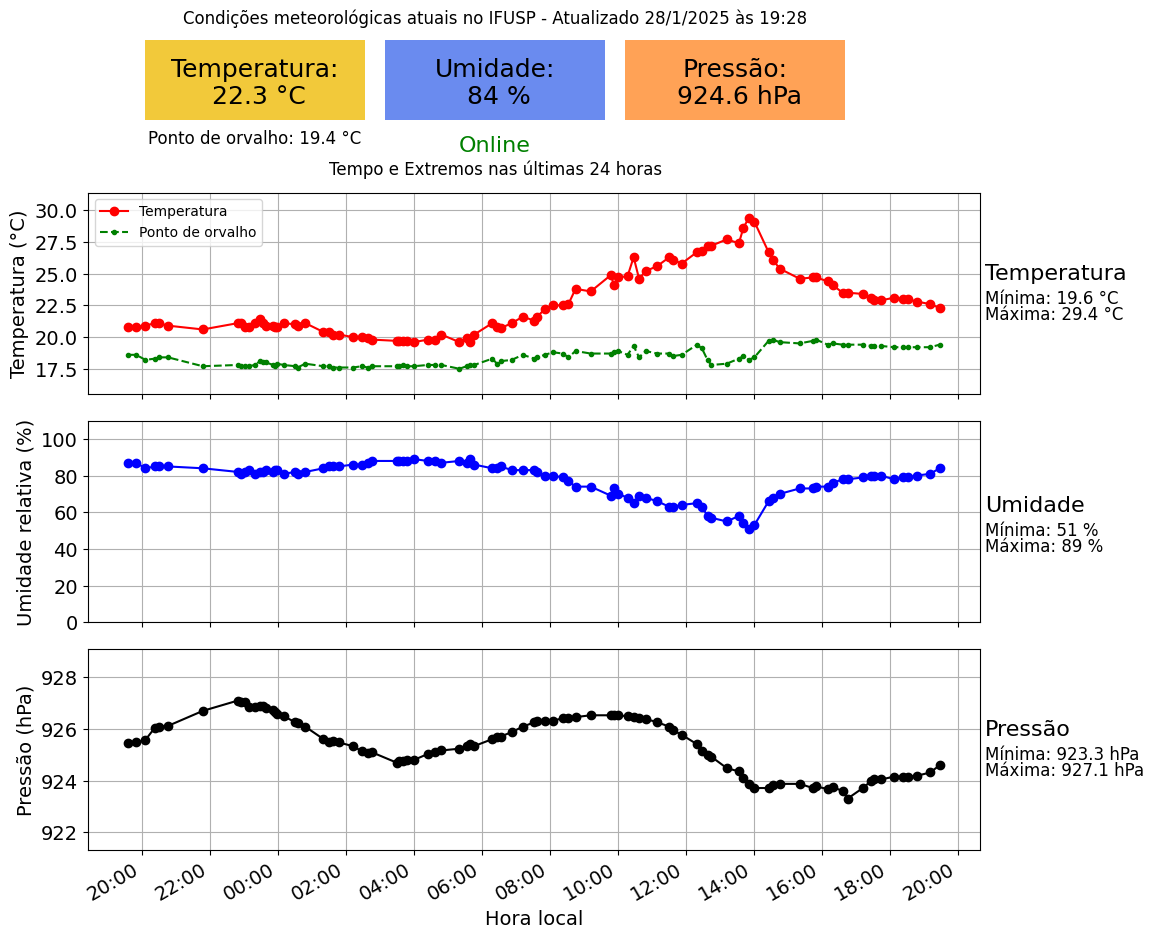 Condições meteorológicas atuais no IFUSP - Atualizado 28/1/2025 às 19:28
Temperatura:
22.3 °C
Umidade:
84 %
Pressão:
924.6 hPa
Ponto de orvalho: 19.4 °C
Online
Tempo e Extremos nas últimas 24 horas
Temperatura (°C)
30.0
27.5
25.0
22.5
20.0
17.5
Temperatura
Ponto de orvalho
Temperatura
Mínima: 19.6 °C
Máxima: 29.4 °C
Umidade relativa (%)
100
80
60
40
20
0
Umidade
Mínima: 51 %
Máxima: 89 %
Pressão (hPa)
928
926
924
922
Pressão
Mínima: 923.3 hPa
Máxima: 927.1 hPa
20:00 22:00 00:00 02:00 04:00 06:00 08:00 10:00 12:00 14:00 16:00 18:00 20:00
Hora local